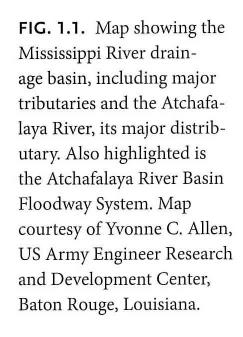 FIG. 1.1. Map showing the
Mississippi River drain-
age basin, including major
tributaries and the Atchafa-
laya River, its major distrib-
utary. Also highlighted is
the Atchafalaya River Basin
Floodway System. Map
courtesy of Yvonne C. Allen,
US Army Engineer Research
and Development Center,
Baton Rouge, Louisiana.